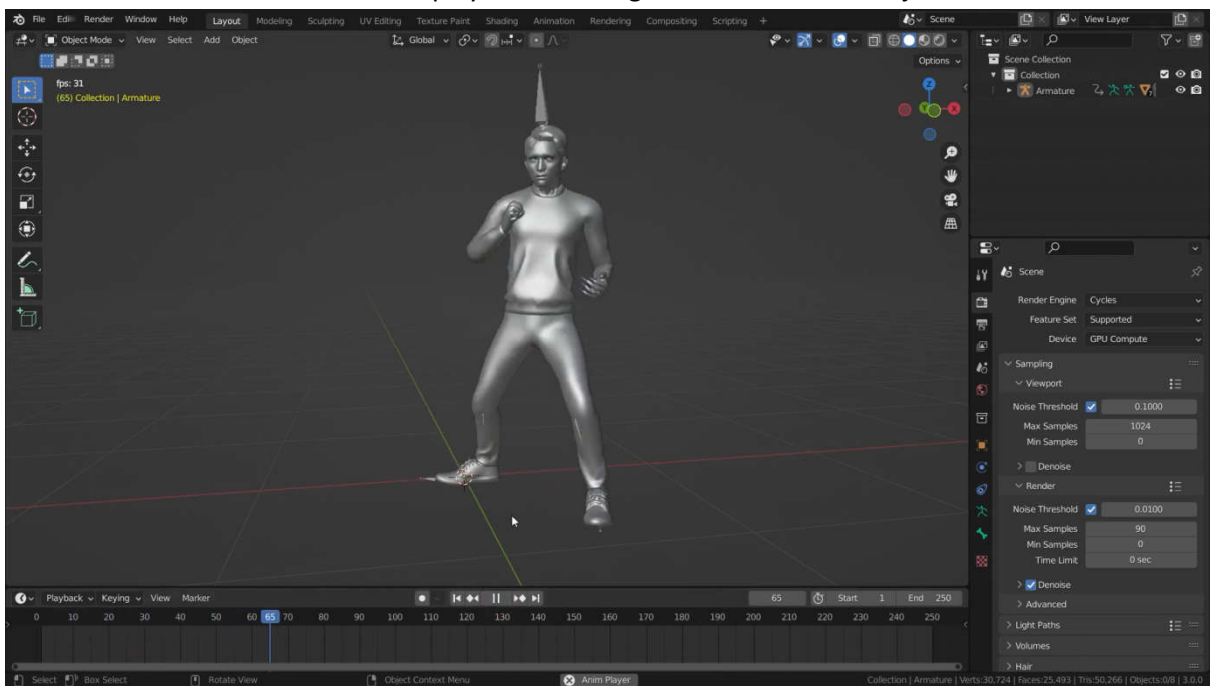 File Edit Render Window Help Layout Modeling Sculpting UV Editing Texture Paint Shading Animation Rendering Compositing Scripting + Scene View Layer
Object Mode View Select Add Object Global
Options
fps: 31
(65) Collection | Armature
Z
Y
X
Scene Collection
Collection
Armature
Scene
Render Engine Cycles
Feature Set Supported
Device GPU Compute
Sampling
Viewport
Noise Threshold 0.1000
Max Samples 1024
Min Samples 0
Denoise
Render
Noise Threshold 0.0100
Max Samples 90
Min Samples 0
Time Limit 0 sec
Denoise
Advanced
Light Paths
Volumes
Hair
Playback Keying View Marker 65 Start 1 End 250
0 10 20 30 40 50 60 65 70 80 90 100 110 120 130 140 150 160 170 180 190 200 210 220 230 240 250
Select Box Select Rotate View Object Context Menu Anim Player Collection | Armature | Verts:30,724 | Faces:25,493 | Tris:50,266 | Objects:0/8 | 3.0.0